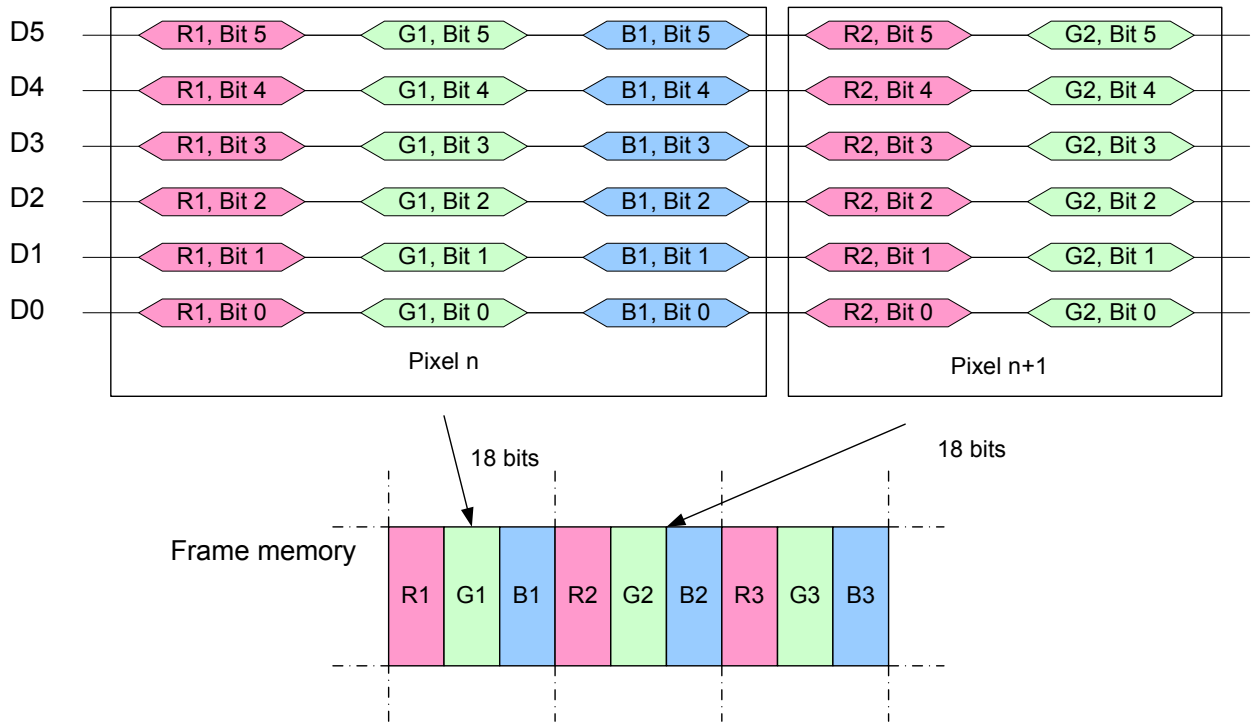 D5 R1, Bit 5 G1, Bit 5 B1, Bit 5 R2, Bit 5 G2, Bit 5
D4 R1, Bit 4 G1, Bit 4 B1, Bit 4 R2, Bit 4 G2, Bit 4
D3 R1, Bit 3 G1, Bit 3 B1, Bit 3 R2, Bit 3 G2, Bit 3
D2 R1, Bit 2 G1, Bit 2 B1, Bit 2 R2, Bit 2 G2, Bit 2
D1 R1, Bit 1 G1, Bit 1 B1, Bit 1 R2, Bit 1 G2, Bit 1
D0 R1, Bit 0 G1, Bit 0 B1, Bit 0 R2, Bit 0 G2, Bit 0
Pixel n Pixel n+1
18 bits 18 bits
Frame memory
R1 G1 B1 R2 G2 B2 R3 G3 B3